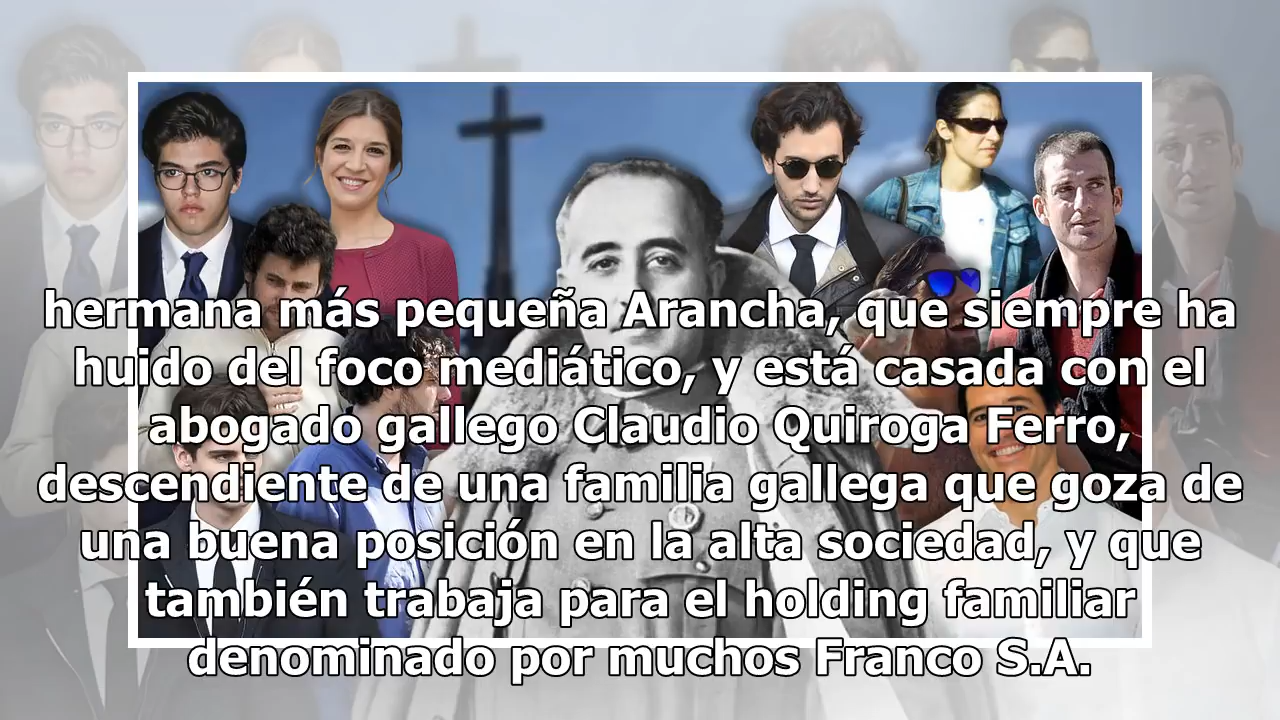 hermana más pequeña Arancha, que siempre ha
huido del foco mediático, y está casada con el
abogado gallego Claudio Quiroga Ferro,
descendiente de una familia gallega que goza de
una buena posición en la alta sociedad, y que
también trabaja para el holding familiar
denominado por muchos Franco S.A.